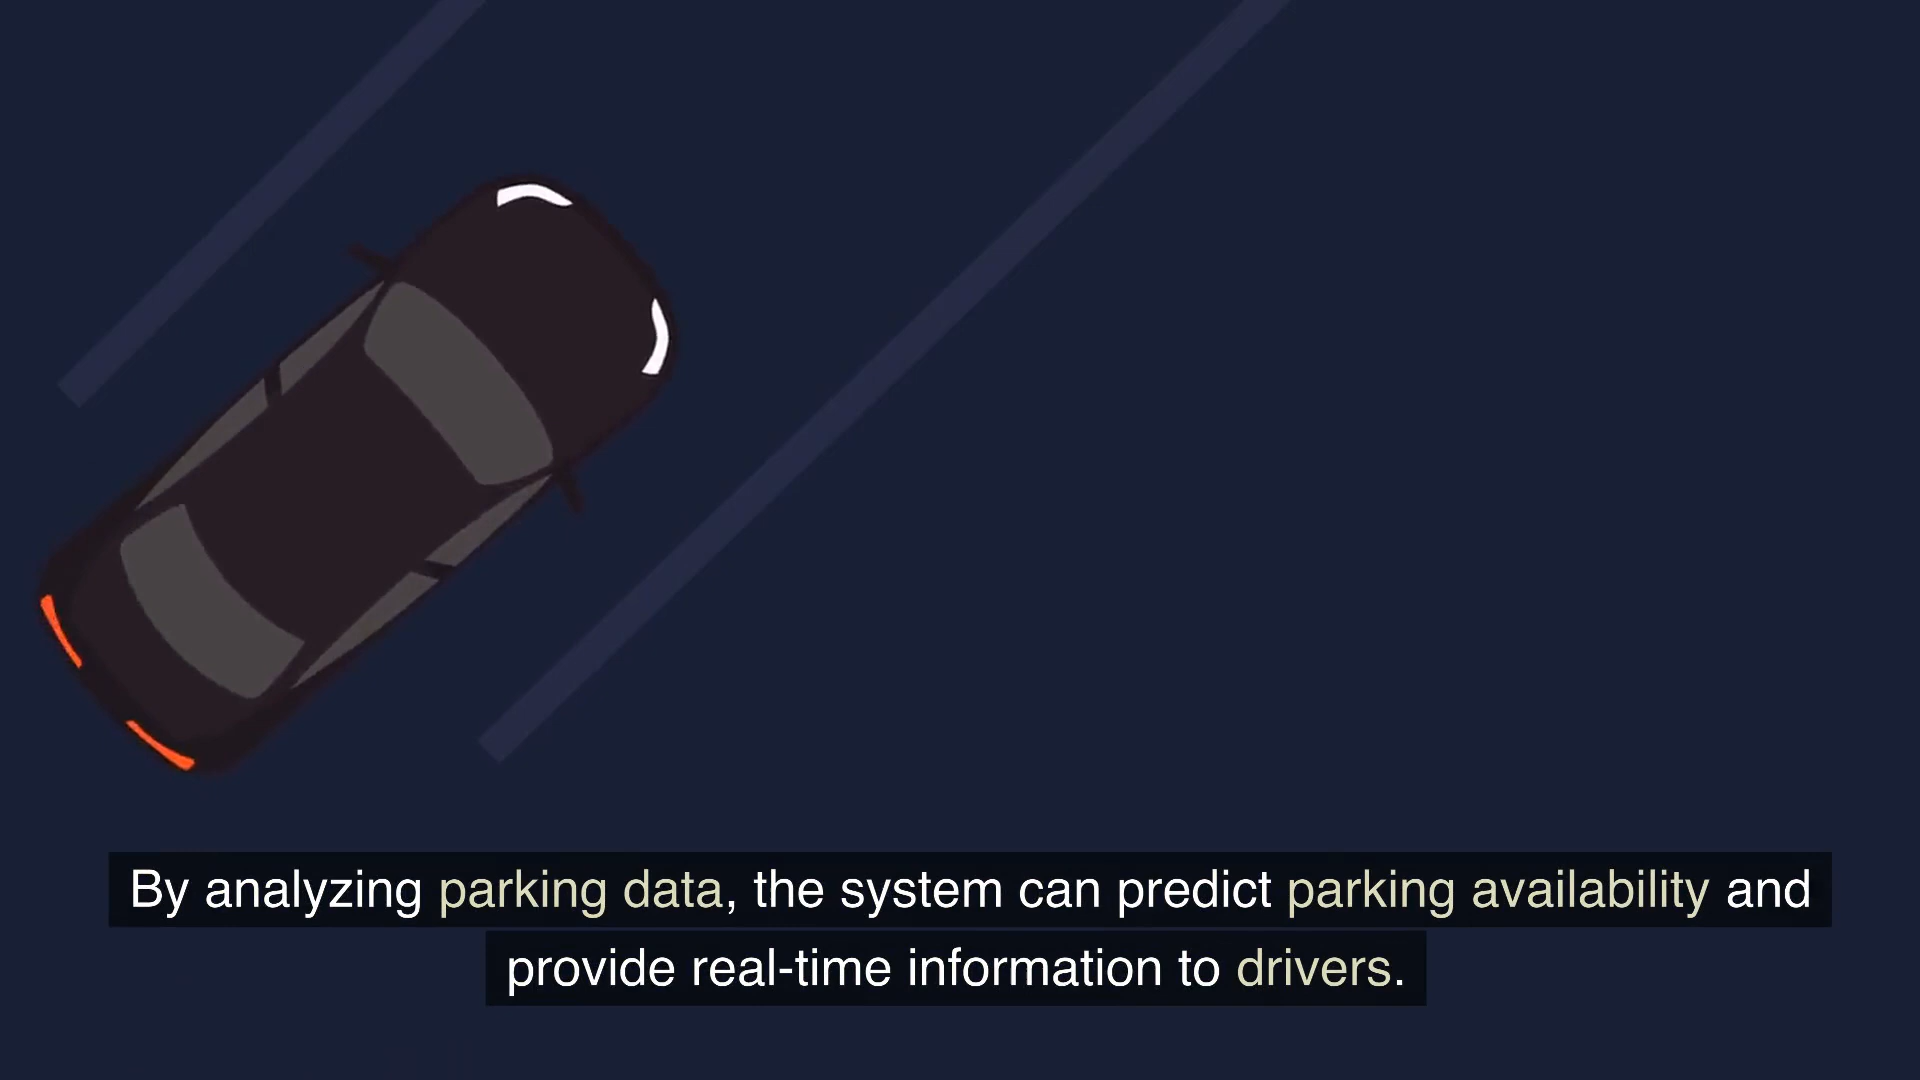 By analyzing parking data, the system can predict parking availability and
provide real-time information to drivers.